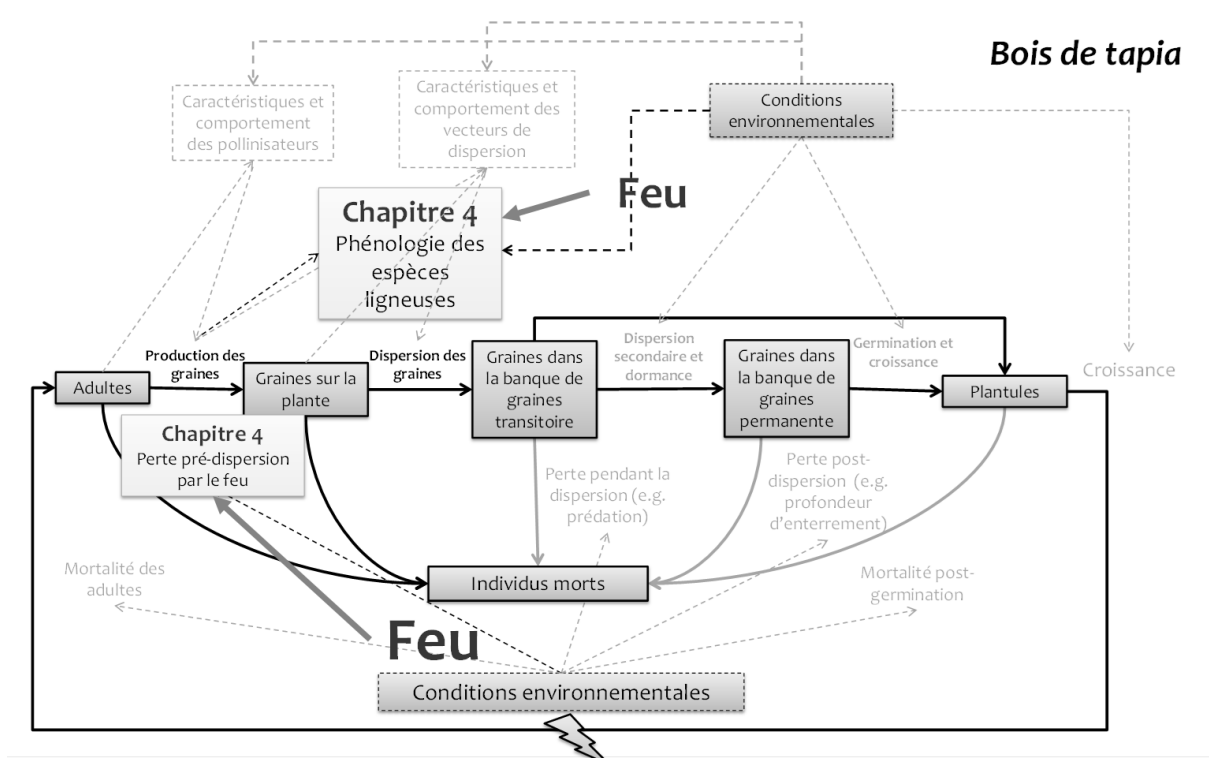 Bois de tapia
Caractéristiques et
comportement
des pollinisateurs
Caractéristiques et
comportement des
vecteurs de
dispersion
Conditions
environnementales
Feu
Chapitre 4
Phénologie des
espèces
ligneuses
Production des
graines
Dispersion des
graines
Dispersion
secondaire et
dormance
Germination et
croissance
Croissance
Adultes
Graines sur la
plante
Graines dans
la banque de
graines
transitoire
Graines dans
la banque de
graines
permanente
Plantules
Chapitre 4
Perte pré-dispersion
par le feu
Perte pendant la
dispersion (e.g.
prédation)
Perte post-
dispersion (e.g.
profondeur
d'enterrement)
Mortalité des
adultes
Individus morts
Mortalité post-
germination
Feu
Conditions environnementales